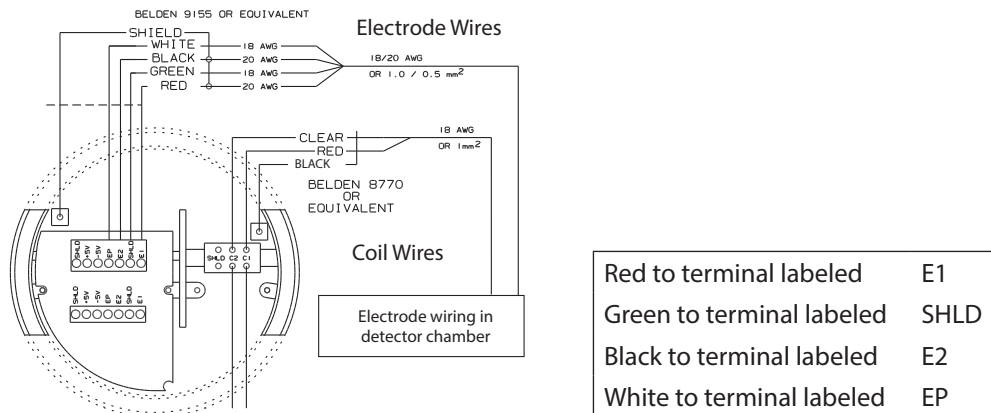 BELDEN 9155 OR EQUIVALENT
Electrode Wires
SHIELD
WHITE 18 AWG
BLACK 20 AWG
GREEN 18 AWG
RED 20 AWG
18/20 AWG
OR 1.0 / 0.5 mm²
CLEAR
RED
BLACK
18 AWG
OR 1mm²
BELDEN 8770
OR
EQUIVALENT
Coil Wires
SHLD +5V -5V EP E2 SHLD E1
SHLD C2 C1
SHLD +5V -5V EP E2 SHLD E1
Electrode wiring in
detector chamber
Red to terminal labeled E1
Green to terminal labeled SHLD
Black to terminal labeled E2
White to terminal labeled EP